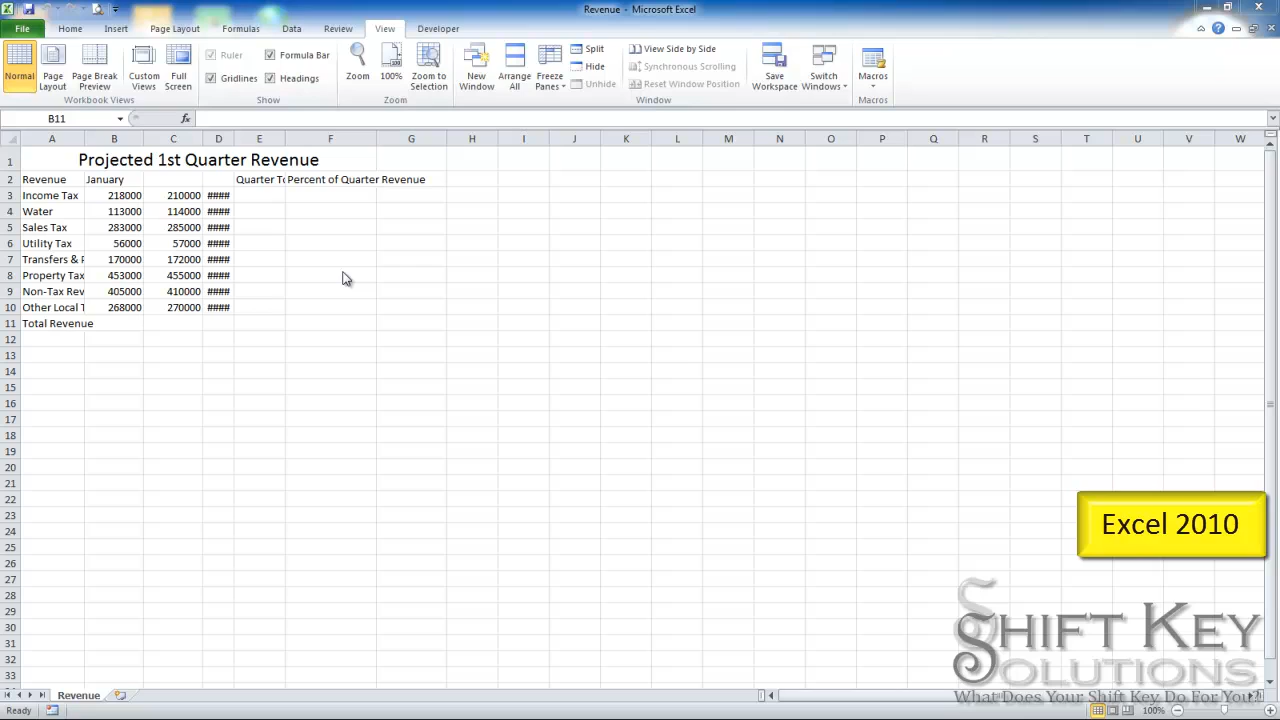 Revenue - Microsoft Excel
File Home Insert Page Layout Formulas Data Review View Developer
Normal Page Layout Page Break Preview Custom Views Full Screen
Workbook Views
Ruler Formula Bar
Gridlines Headings
Show
Zoom 100% Zoom to Selection
Zoom
New Window Arrange All Freeze Panes
Split
Hide
Unhide
View Side by Side
Synchronous Scrolling
Reset Window Position
Window
Save Workspace Switch Windows
Macros
Macros
B11 fx
A B C D E F G H I J K L M N O P Q R S T U V W
1 Projected 1st Quarter Revenue
2 Revenue January Quarter To Percent of Quarter Revenue
3 Income Tax 218000 210000 ####
4 Water 113000 114000 ####
5 Sales Tax 283000 285000 ####
6 Utility Tax 56000 57000 ####
7 Transfers & 170000 172000 ####
8 Property Tax 453000 455000 ####
9 Non-Tax Rev 405000 410000 ####
10 Other Local T 268000 270000 ####
11 Total Revenue
12
13
14
15
16
17
18
19
20
21
22
23
24
25
26
27
28
29
30
31
32
33
Excel 2010
Shift Key
Solutions
What Does Your Shift Key Do For You?
Revenue
Ready 100%